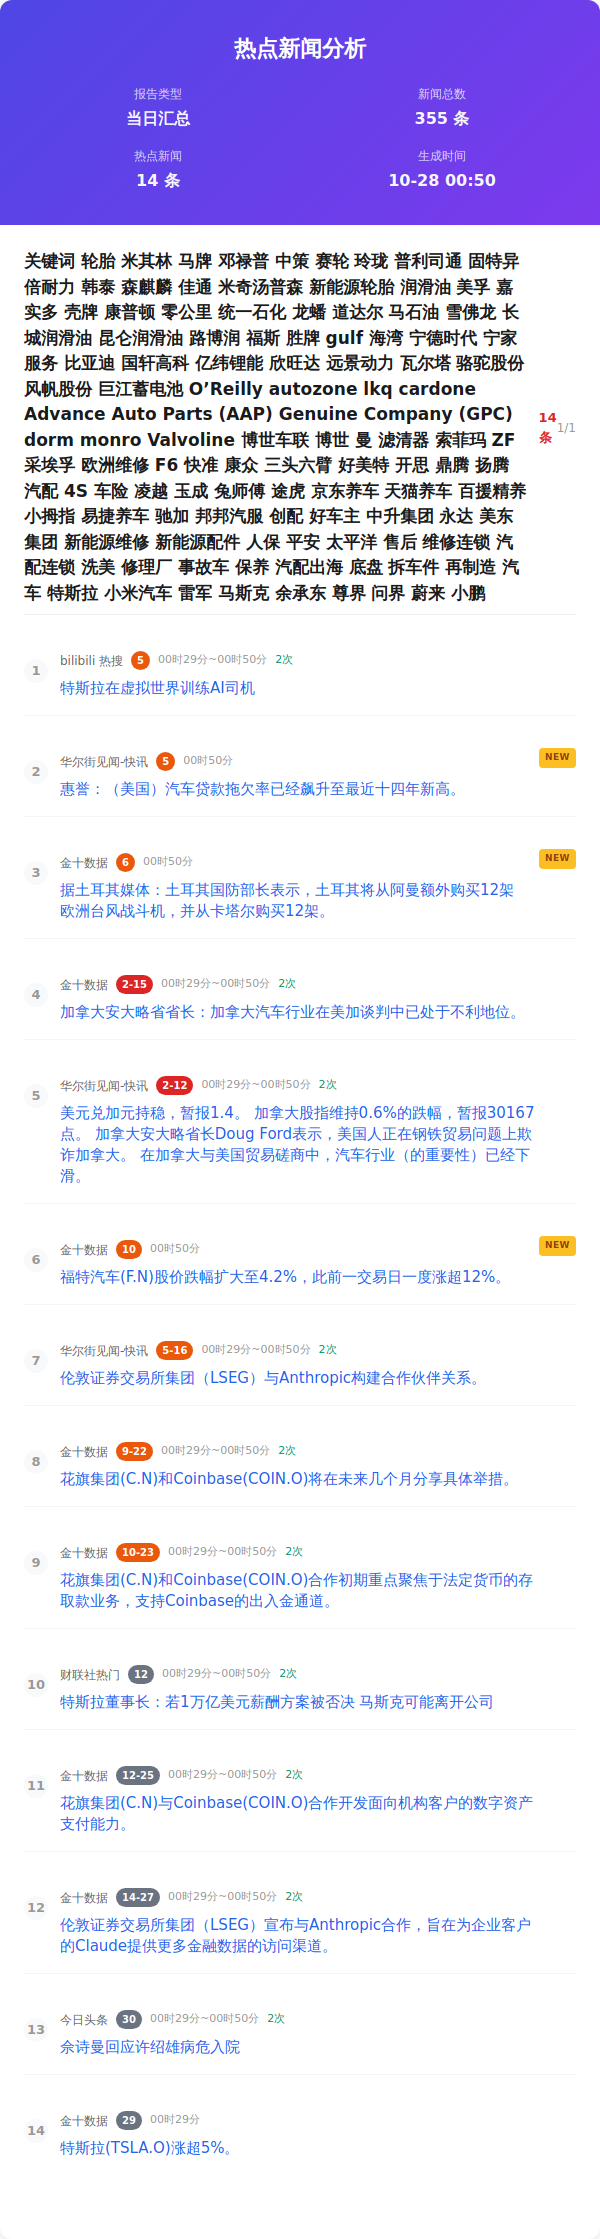 热点新闻分析
报告类型
当日汇总
新闻总数
355 条
热点新闻
14 条
生成时间
10-28 00:50
关键词 轮胎 米其林 马牌 邓禄普 中策 赛轮 玲珑 普利司通 固特异
倍耐力 韩泰 森麒麟 佳通 米奇汤普森 新能源轮胎 润滑油 美孚 嘉
实多 壳牌 康普顿 零公里 统一石化 龙蟠 道达尔 马石油 雪佛龙 长
城润滑油 昆仑润滑油 路博润 福斯 胜牌 gulf 海湾 宁德时代 宁家
服务 比亚迪 国轩高科 亿纬锂能 欣旺达 远景动力 瓦尔塔 骆驼股份
风帆股份 巨江蓄电池 O’Reilly autozone lkq cardone
Advance Auto Parts (AAP) Genuine Company (GPC)
dorm monro Valvoline 博世车联 博世 曼 滤清器 索菲玛 ZF
采埃孚 欧洲维修 F6 快准 康众 三头六臂 好美特 开思 鼎腾 扬腾
汽配 4S 车险 凌越 玉成 兔师傅 途虎 京东养车 天猫养车 百援精养
小拇指 易捷养车 驰加 邦邦汽服 创配 好车主 中升集团 永达 美东
集团 新能源维修 新能源配件 人保 平安 太平洋 售后 维修连锁 汽
配连锁 洗美 修理厂 事故车 保养 汽配出海 底盘 拆车件 再制造 汽
车 特斯拉 小米汽车 雷军 马斯克 余承东 尊界 问界 蔚来 小鹏
14
条
1/1
1
bilibili 热搜 5 00时29分~00时50分 2次
特斯拉在虚拟世界训练AI司机
2
华尔街见闻-快讯 5 00时50分
NEW
惠誉：（美国）汽车贷款拖欠率已经飙升至最近十四年新高。
3
金十数据 6 00时50分
NEW
据土耳其媒体：土耳其国防部长表示，土耳其将从阿曼额外购买12架
欧洲台风战斗机，并从卡塔尔购买12架。
4
金十数据 2-15 00时29分~00时50分 2次
加拿大安大略省省长：加拿大汽车行业在美加谈判中已处于不利地位。
5
华尔街见闻-快讯 2-12 00时29分~00时50分 2次
美元兑加元持稳，暂报1.4。 加拿大股指维持0.6%的跌幅，暂报30167
点。 加拿大安大略省长Doug Ford表示，美国人正在钢铁贸易问题上欺
诈加拿大。 在加拿大与美国贸易磋商中，汽车行业（的重要性）已经下
滑。
6
金十数据 10 00时50分
NEW
福特汽车(F.N)股价跌幅扩大至4.2%，此前一交易日一度涨超12%。
7
华尔街见闻-快讯 5-16 00时29分~00时50分 2次
伦敦证券交易所集团（LSEG）与Anthropic构建合作伙伴关系。
8
金十数据 9-22 00时29分~00时50分 2次
花旗集团(C.N)和Coinbase(COIN.O)将在未来几个月分享具体举措。
9
金十数据 10-23 00时29分~00时50分 2次
花旗集团(C.N)和Coinbase(COIN.O)合作初期重点聚焦于法定货币的存
取款业务，支持Coinbase的出入金通道。
10
财联社热门 12 00时29分~00时50分 2次
特斯拉董事长：若1万亿美元薪酬方案被否决 马斯克可能离开公司
11
金十数据 12-25 00时29分~00时50分 2次
花旗集团(C.N)与Coinbase(COIN.O)合作开发面向机构客户的数字资产
支付能力。
12
金十数据 14-27 00时29分~00时50分 2次
伦敦证券交易所集团（LSEG）宣布与Anthropic合作，旨在为企业客户
的Claude提供更多金融数据的访问渠道。
13
今日头条 30 00时29分~00时50分 2次
佘诗曼回应许绍雄病危入院
14
金十数据 29 00时29分
特斯拉(TSLA.O)涨超5%。